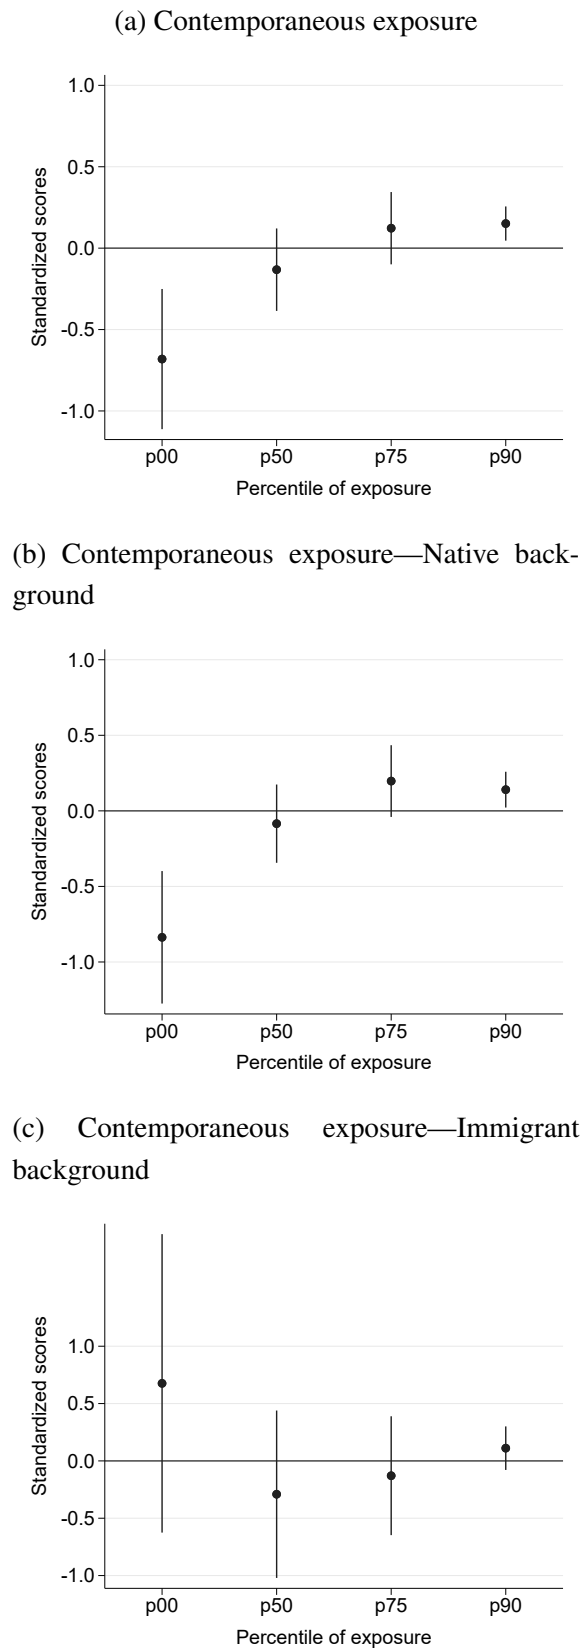 (a) Contemporaneous exposure
1.0
0.5
0.0
-0.5
-1.0
Standardized scores
p00 p50 p75 p90
Percentile of exposure
(b) Contemporaneous exposure—Native back-
ground
1.0
0.5
0.0
-0.5
-1.0
Standardized scores
p00 p50 p75 p90
Percentile of exposure
(c) Contemporaneous exposure—Immigrant
background
1.0
0.5
0.0
-0.5
-1.0
Standardized scores
p00 p50 p75 p90
Percentile of exposure